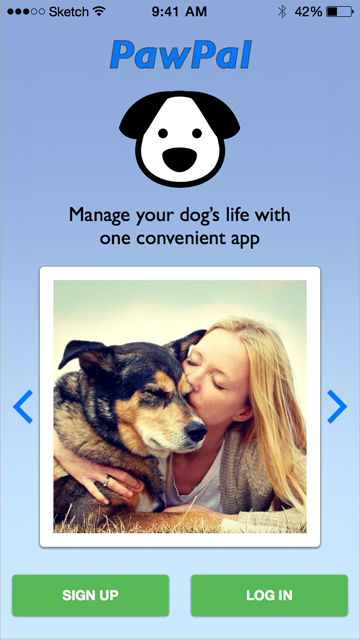 Sketch 9:41 AM 42%
PawPal
Manage your dog's life with
one convenient app
SIGN UP LOG IN